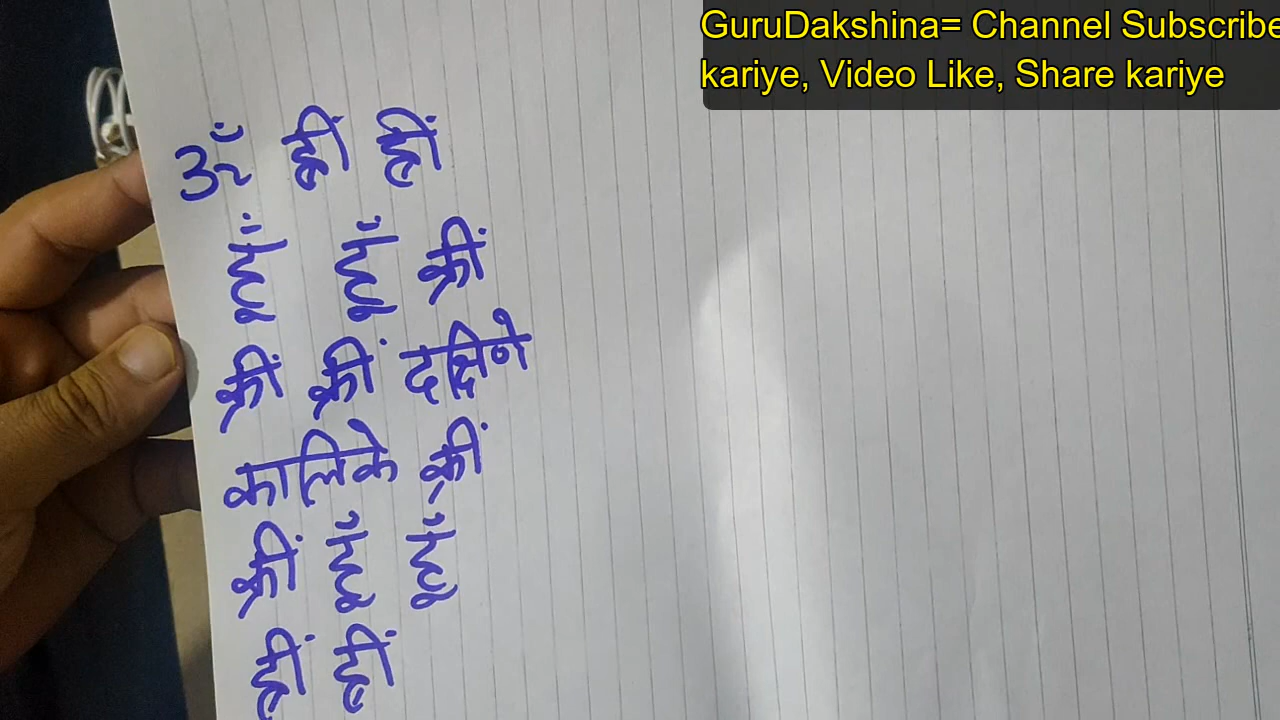 GuruDakshina= Channel Subscribe
kariye, Video Like, Share kariye
ॐ ह्रीं ह्रीं
हूँ हूँ क्रीं
क्रीं क्रीं दक्षिणे
कालिके क्रीं
क्रीं हूँ हूँ
ह्रीं ह्रीं